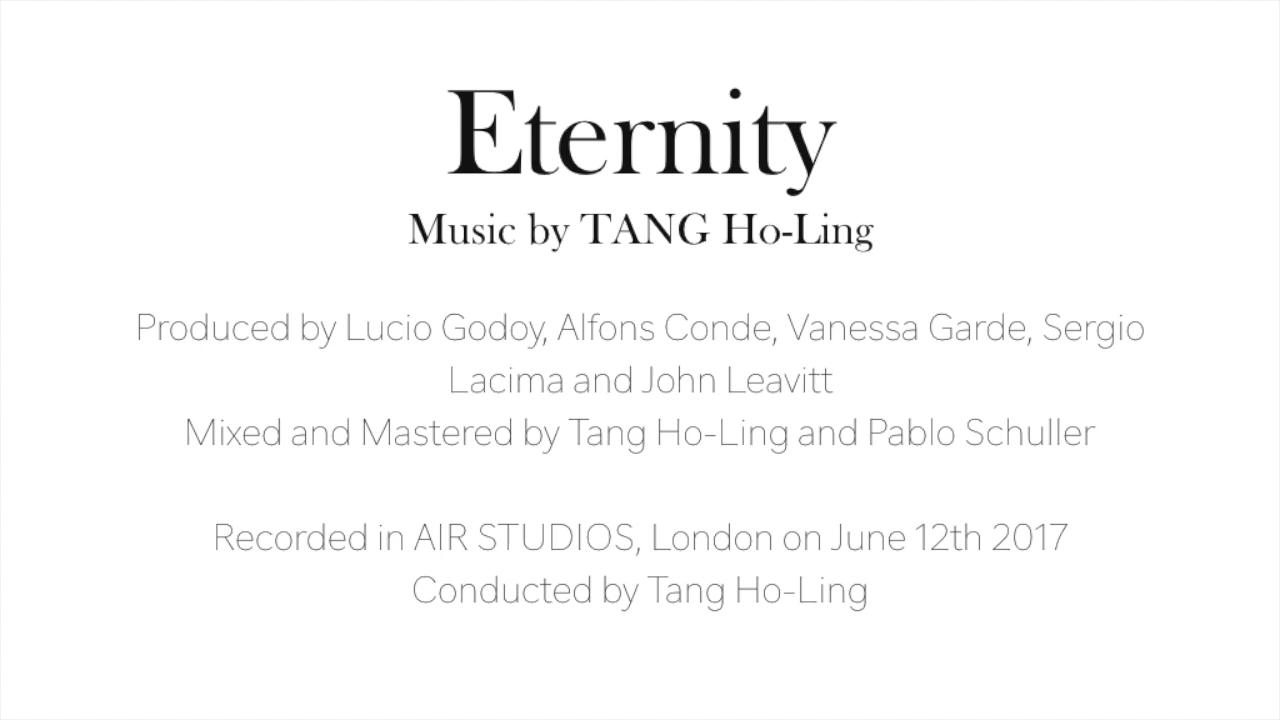 Eternity
Music by TANG Ho-Ling
Produced by Lucio Godoy, Alfons Conde, Vanessa Garde, Sergio
Lacima and John Leavitt
Mixed and Mastered by Tang Ho-Ling and Pablo Schuller
Recorded in AIR STUDIOS, London on June 12th 2017
Conducted by Tang Ho-Ling